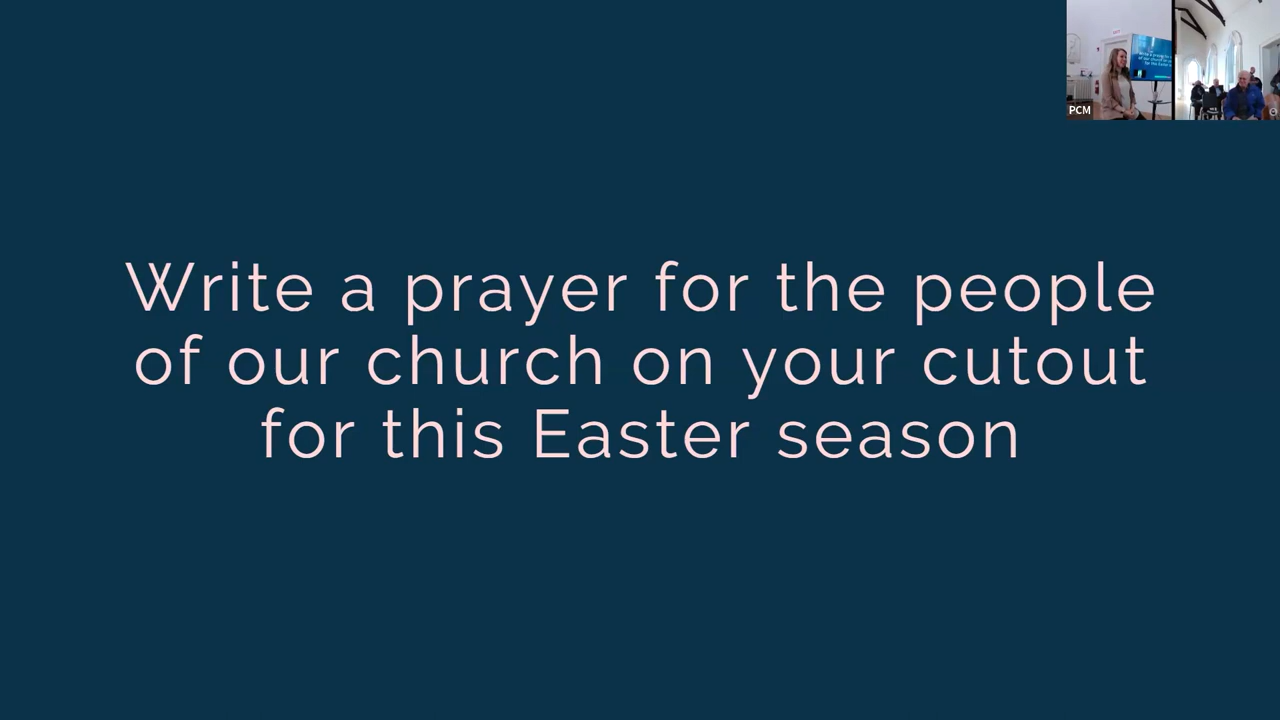 PCM
Write a prayer for the people
of our church on your cutout
for this Easter season